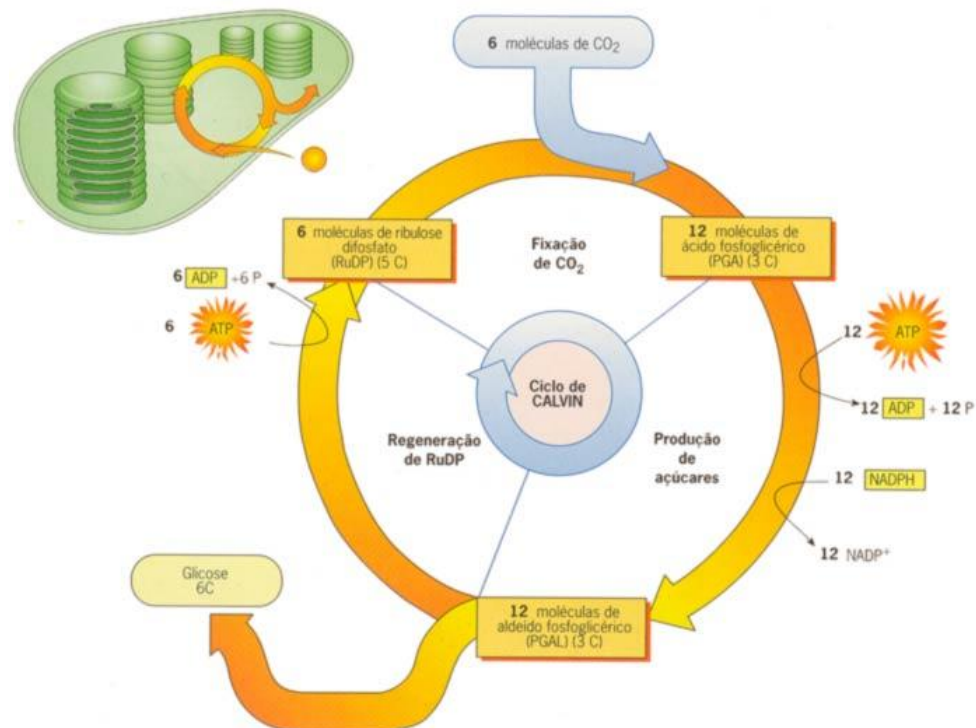 6 moléculas de CO₂
6 moléculas de ribulose
difosfato
(RuDP) (5 C)
Fixação
de CO₂
12 moléculas de
ácido fosfoglicérico
(PGA) (3 C)
6 ADP +6 P
6 ATP
12 ATP
12 ADP + 12 P
Ciclo de
CALVIN
Regeneração
de RuDP
Produção
de
açúcares
12 NADPH
12 NADP⁺
Glicose
6C
12 moléculas de
aldeído fosfoglicérico
(PGAL) (3 C)